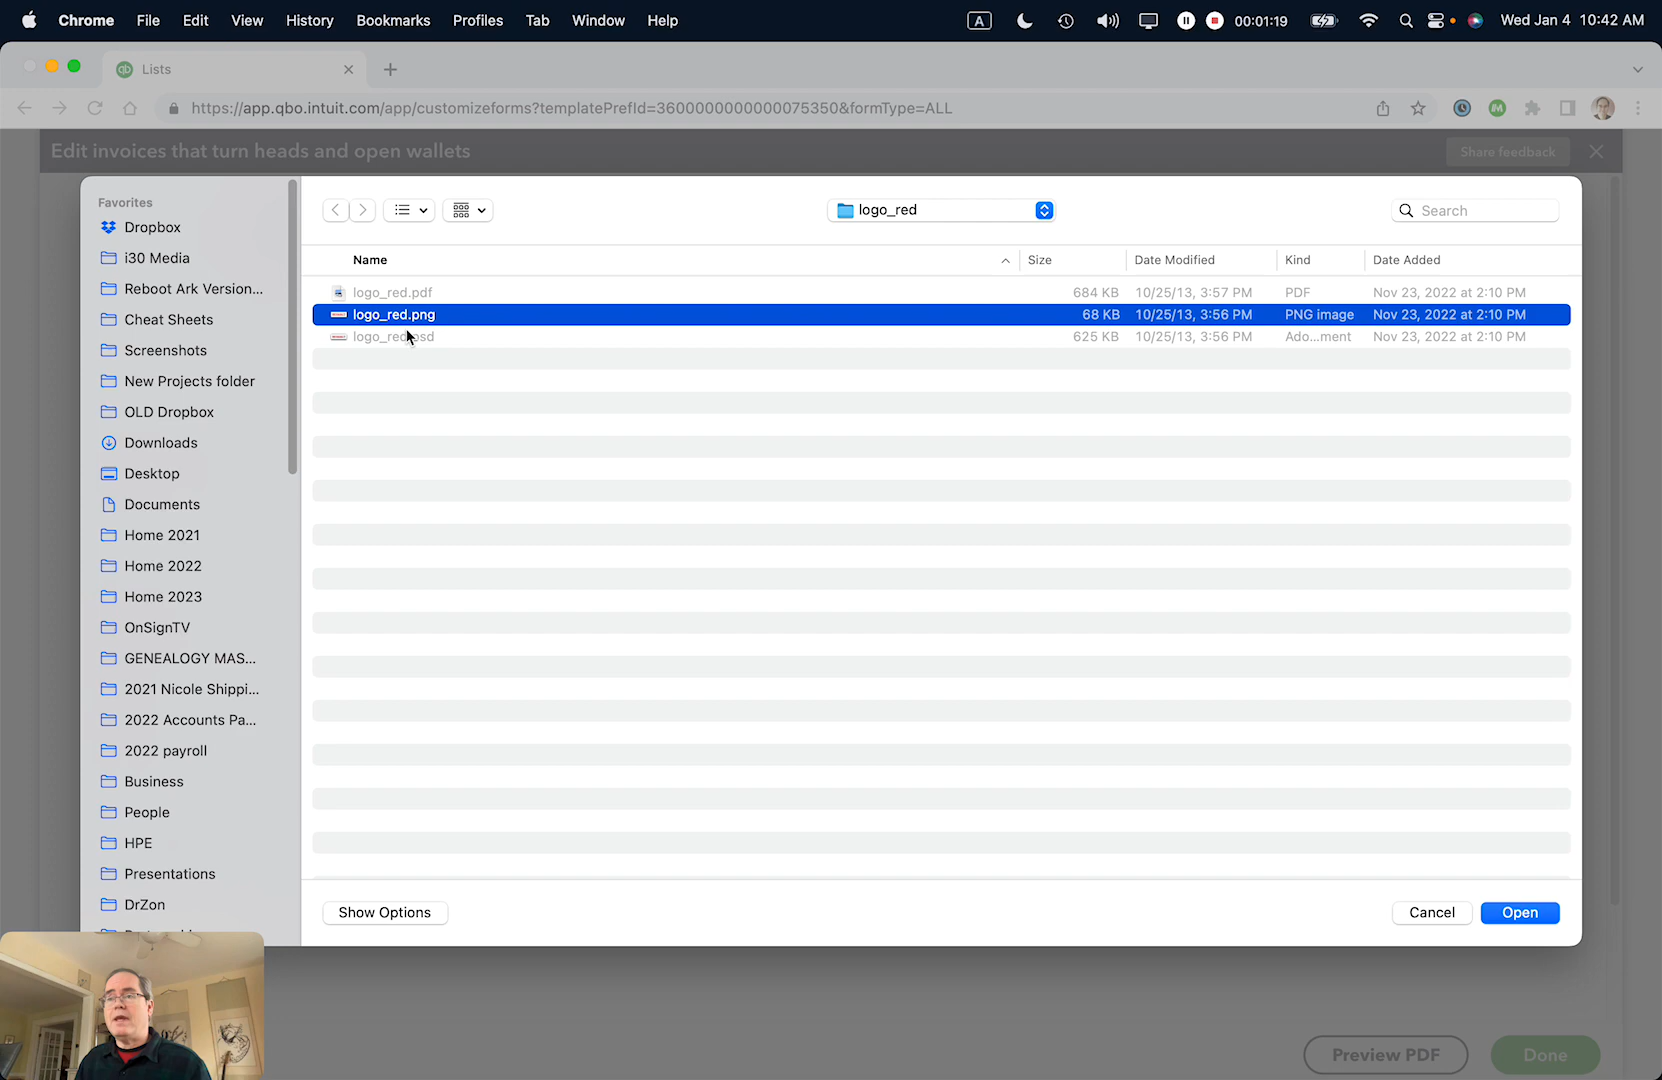 Chrome File Edit View History Bookmarks Profiles Tab Window Help A 00:01:19 Wed Jan 4 10:42 AM
qb Lists
https://app.qbo.intuit.com/app/customizeforms?templatePrefId=3600000000000075350&formType=ALL
Edit invoices that turn heads and open wallets Share feedback
Favorites
Dropbox
i30 Media
Reboot Ark Version...
Cheat Sheets
Screenshots
New Projects folder
OLD Dropbox
Downloads
Desktop
Documents
Home 2021
Home 2022
Home 2023
OnSignTV
GENEALOGY MAS...
2021 Nicole Shippi...
2022 Accounts Pa...
2022 payroll
Business
People
HPE
Presentations
DrZon
logo_red Search
Name Size Date Modified Kind Date Added
logo_red.pdf 684 KB 10/25/13, 3:57 PM PDF Nov 23, 2022 at 2:10 PM
logo_red.png 68 KB 10/25/13, 3:56 PM PNG image Nov 23, 2022 at 2:10 PM
logo_red.psd 625 KB 10/25/13, 3:56 PM Ado...ment Nov 23, 2022 at 2:10 PM
Show Options Cancel Open
Preview PDF Done